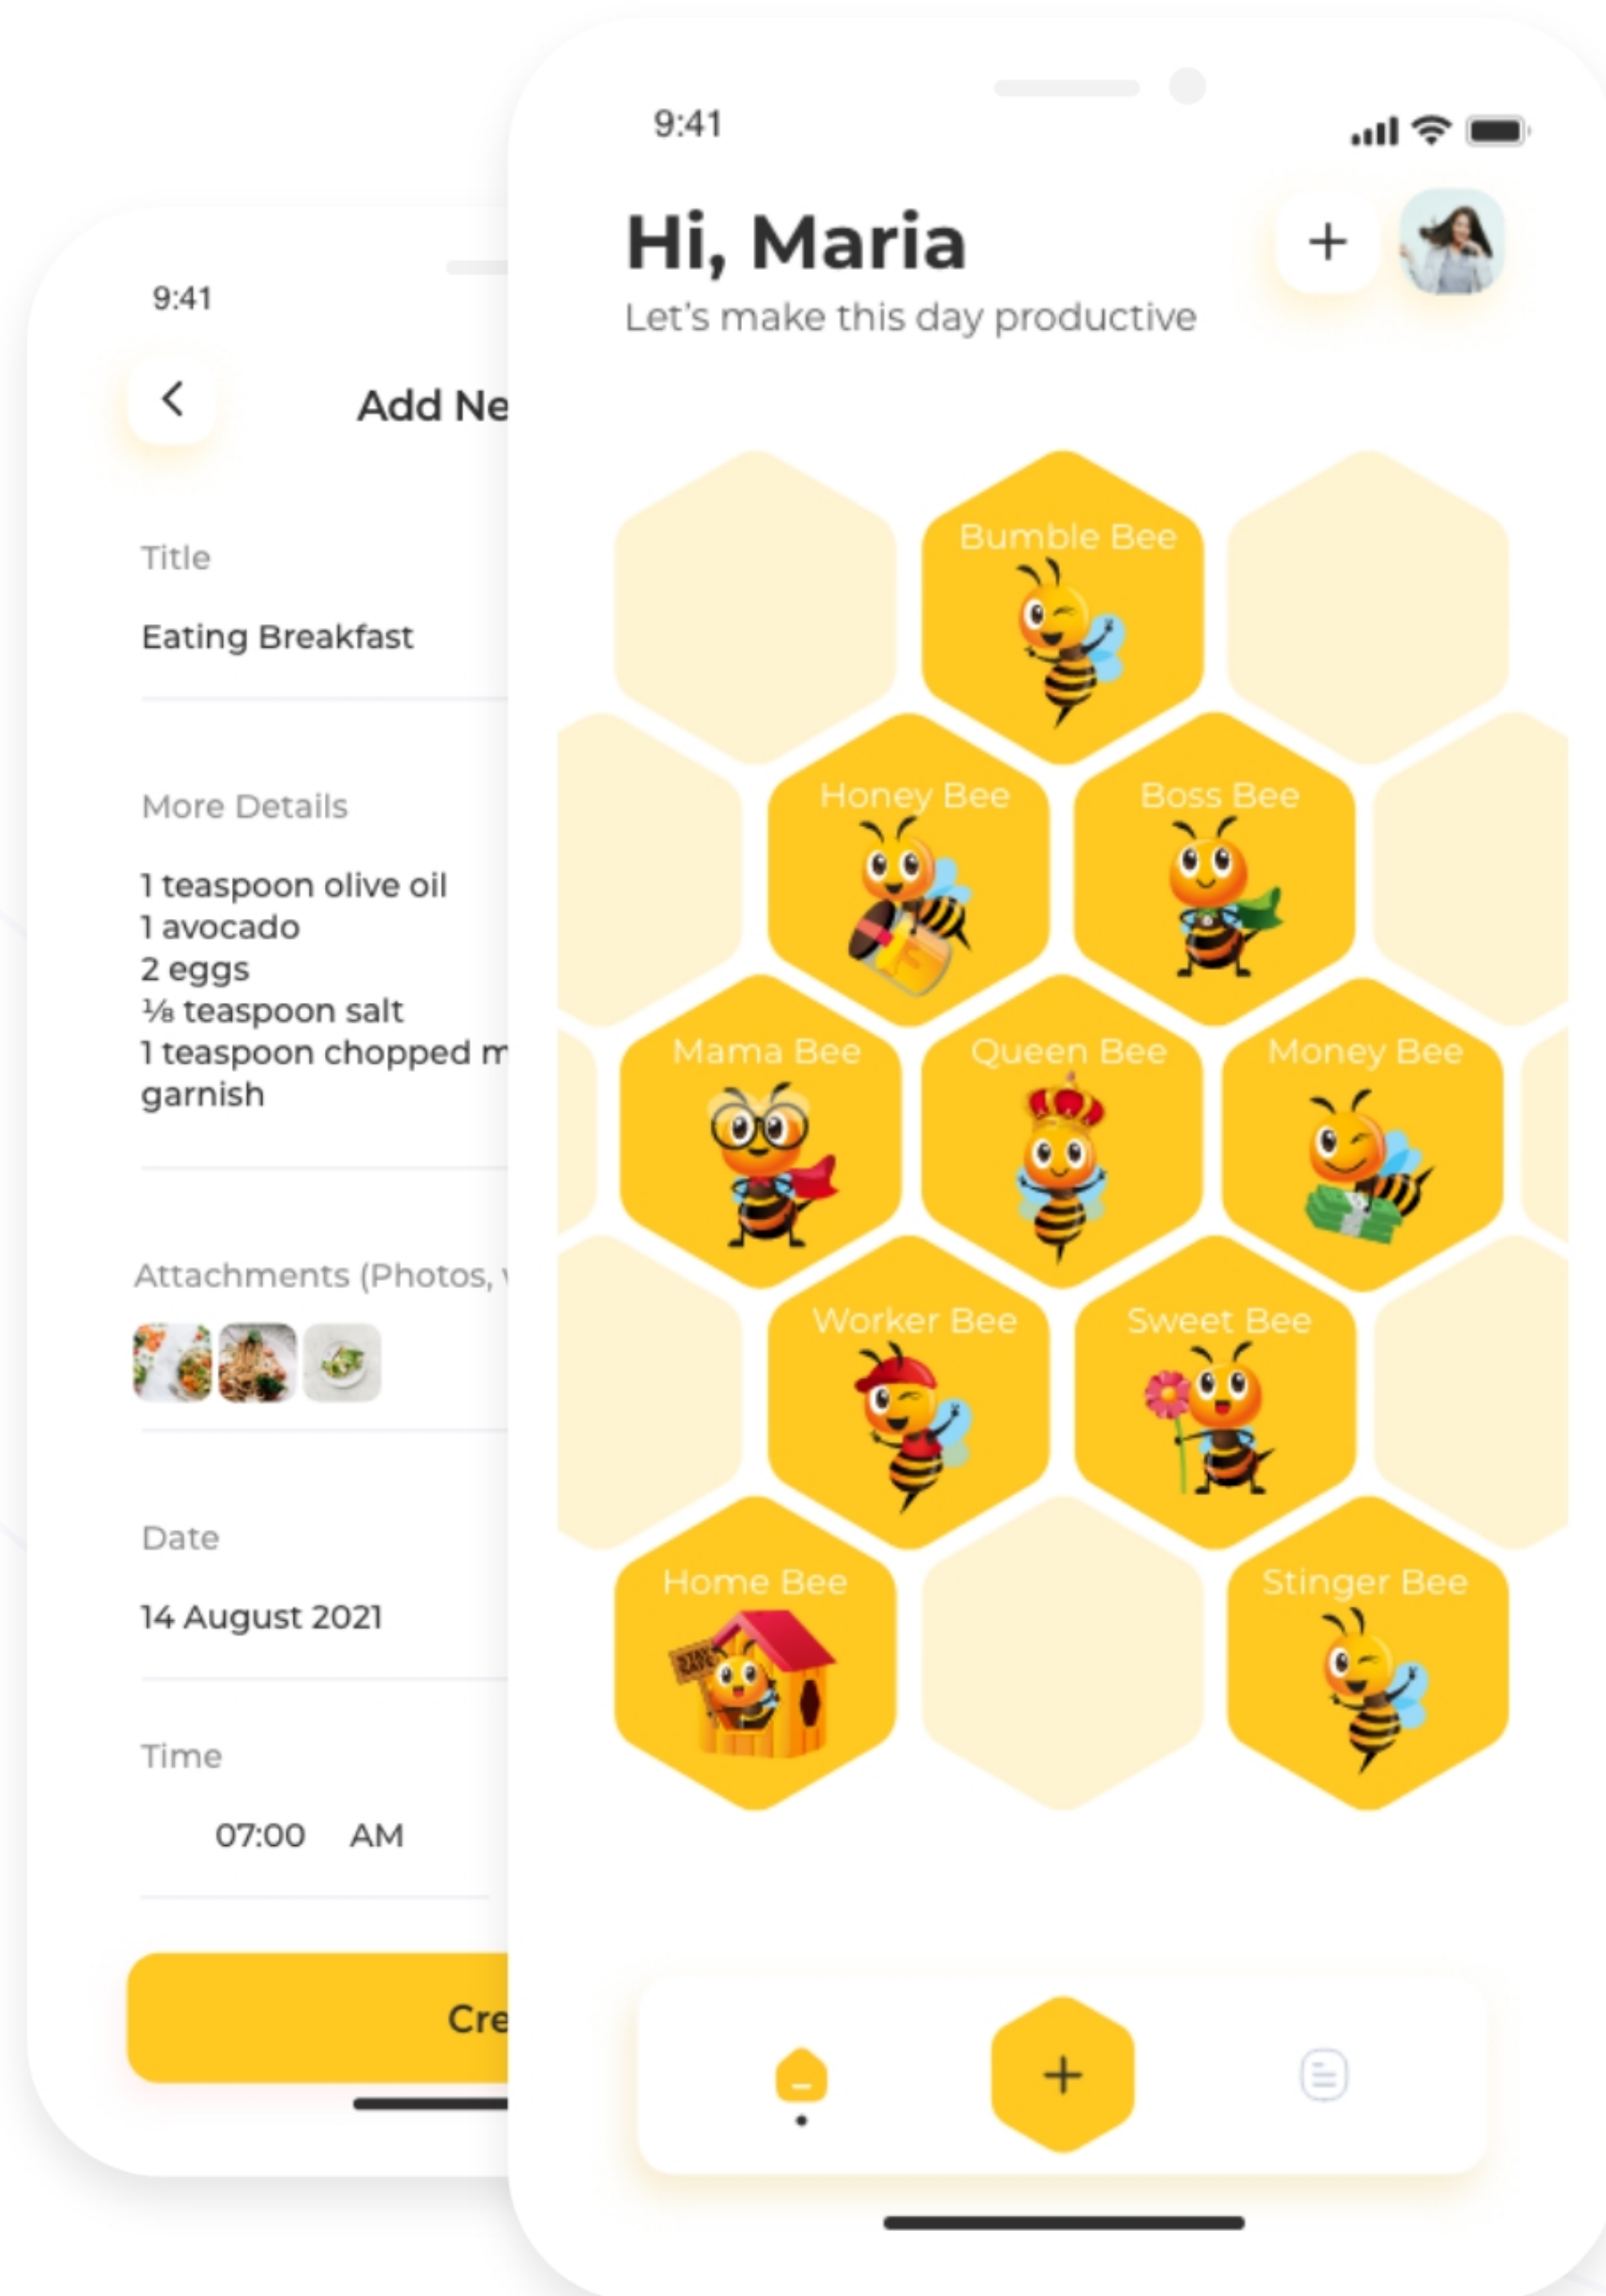 9:41
Add Ne
Title
Eating Breakfast
More Details
1 teaspoon olive oil
1 avocado
2 eggs
⅛ teaspoon salt
1 teaspoon chopped m
garnish
Attachments (Photos,
Date
14 August 2021
Time
07:00 AM
Cre
9:41
Hi, Maria
Let's make this day productive
Bumble Bee
Honey Bee
Boss Bee
Mama Bee
Queen Bee
Money Bee
Worker Bee
Sweet Bee
Home Bee
STAY
SAFE
Stinger Bee